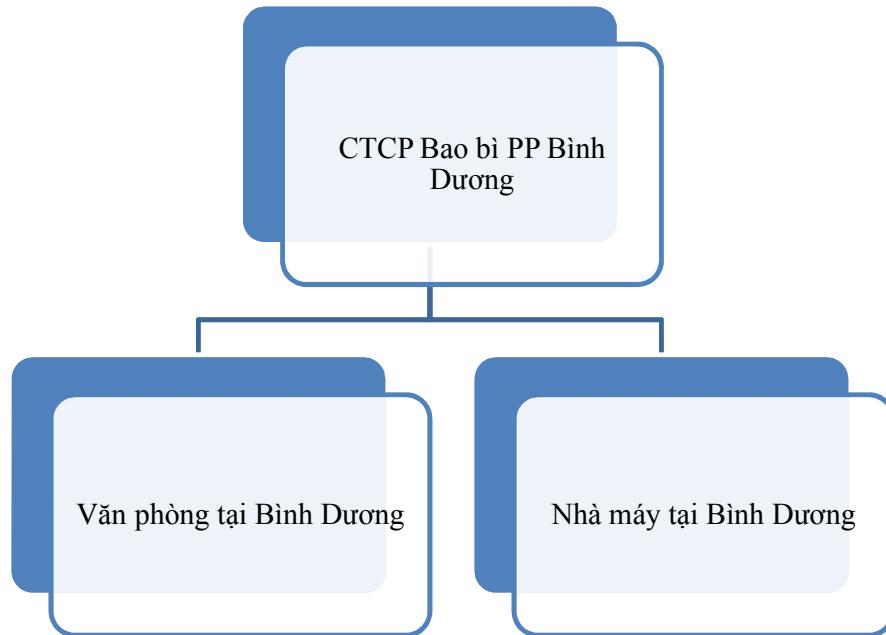 CTCP Bao bì PP Bình
Dương
Văn phòng tại Bình Dương
Nhà máy tại Bình Dương